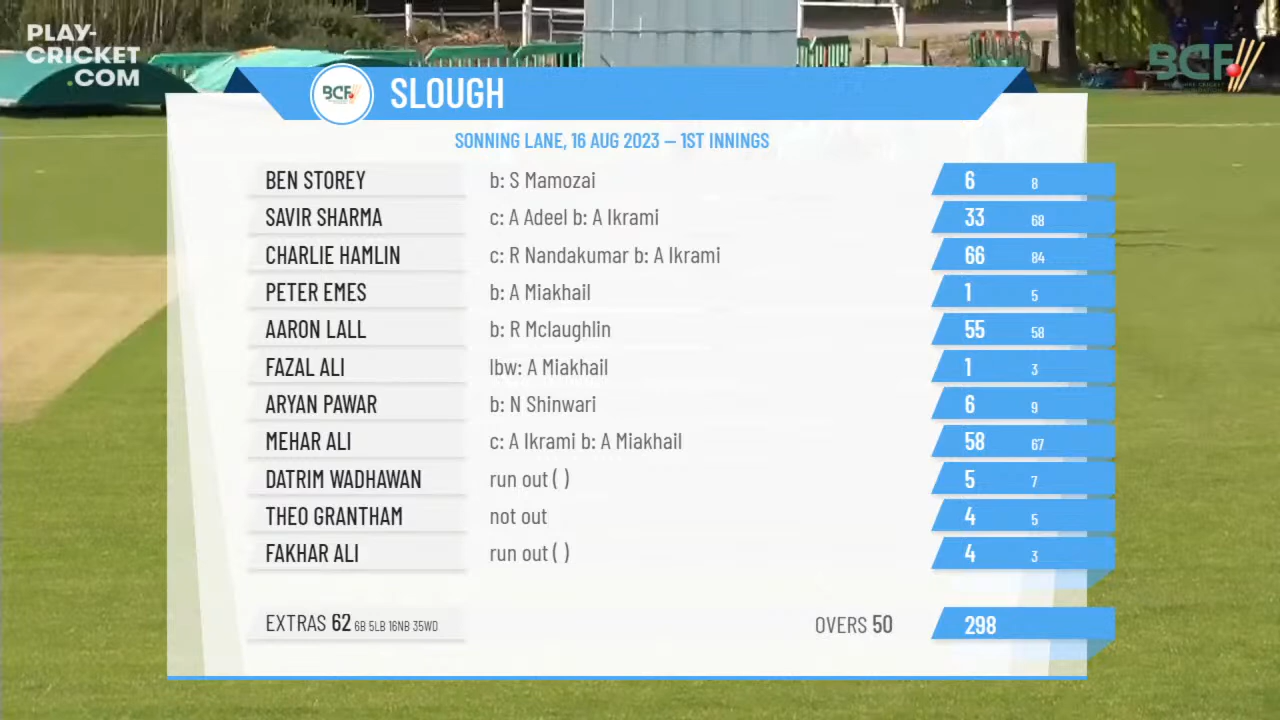 PLAY-
CRICKET
.COM
BCF
BCF
SLOUGH
SONNING LANE, 16 AUG 2023 – 1ST INNINGS
BEN STOREY b: S Mamozai 6 8
SAVIR SHARMA c: A Adeel b: A Ikrami 33 68
CHARLIE HAMLIN c: R Nandakumar b: A Ikrami 66 84
PETER EMES b: A Miakhail 1 5
AARON LALL b: R Mclaughlin 55 58
FAZAL ALI lbw: A Miakhail 1 3
ARYAN PAWAR b: N Shinwari 6 9
MEHAR ALI c: A Ikrami b: A Miakhail 58 67
DATRIM WADHAWAN run out ( ) 5 7
THEO GRANTHAM not out 4 5
FAKHAR ALI run out ( ) 4 3
EXTRAS 62 6B 5LB 16NB 35WD OVERS 50 298